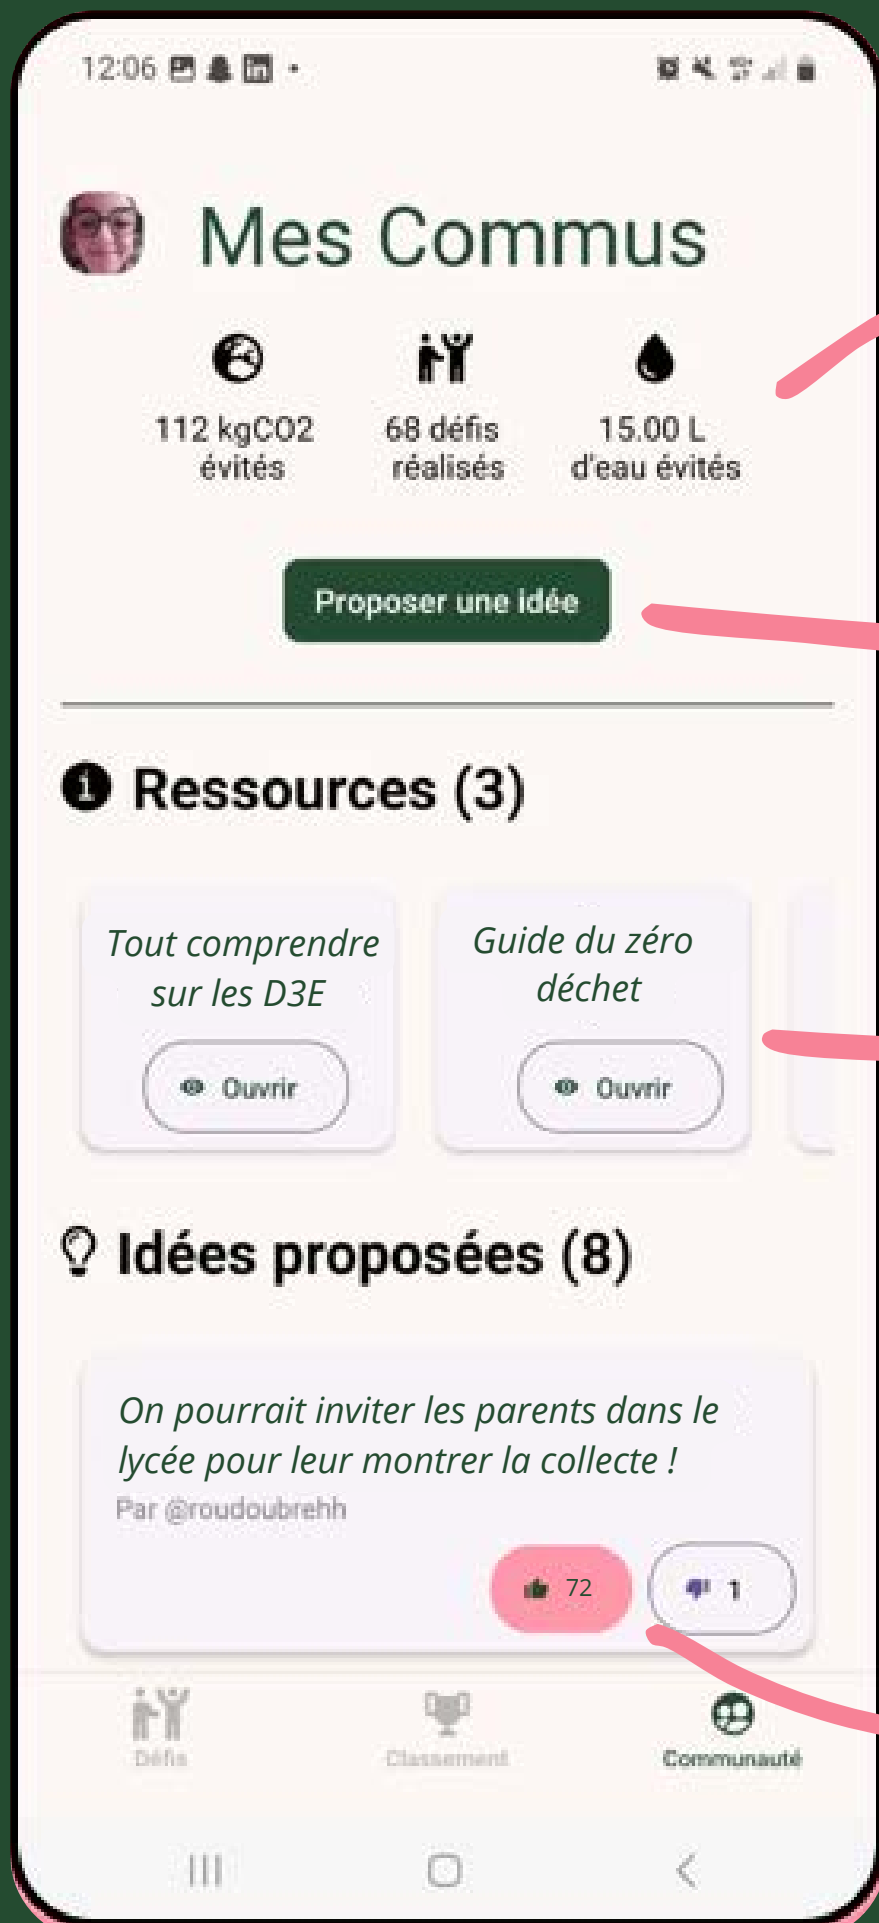 12:06
Mes Commus
112 kgCO2
évités
68 défis
réalisés
15.00 L
d'eau évités
Proposer une idée
Ressources (3)
Tout comprendre
sur les D3E
Ouvrir
Guide du zéro
déchet
Ouvrir
Idées proposées (8)
On pourrait inviter les parents dans le
lycée pour leur montrer la collecte !
Par @roudoubrehh
72
1
Défis
Classement
Communauté